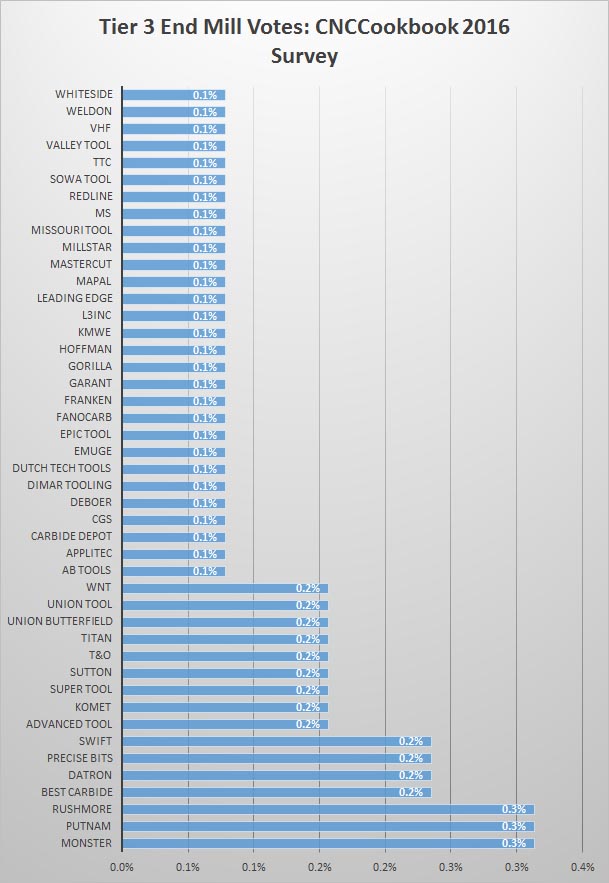 Tier 3 End Mill Votes: CNCCookbook 2016
Survey
WHITESIDE 0.1%
WELDON 0.1%
VHF 0.1%
VALLEY TOOL 0.1%
TTC 0.1%
SOWA TOOL 0.1%
REDLINE 0.1%
MS 0.1%
MISSOURI TOOL 0.1%
MILLSTAR 0.1%
MASTERCUT 0.1%
MAPAL 0.1%
LEADING EDGE 0.1%
L3INC 0.1%
KMWE 0.1%
HOFFMAN 0.1%
GORILLA 0.1%
GARANT 0.1%
FRANKEN 0.1%
FANOCARB 0.1%
EPIC TOOL 0.1%
EMUGE 0.1%
DUTCH TECH TOOLS 0.1%
DIMAR TOOLING 0.1%
DEBOER 0.1%
CGS 0.1%
CARBIDE DEPOT 0.1%
APPLITEC 0.1%
AB TOOLS 0.1%
WNT 0.2%
UNION TOOL 0.2%
UNION BUTTERFIELD 0.2%
TITAN 0.2%
T&O 0.2%
SUTTON 0.2%
SUPER TOOL 0.2%
KOMET 0.2%
ADVANCED TOOL 0.2%
SWIFT 0.2%
PRECISE BITS 0.2%
DATRON 0.2%
BEST CARBIDE 0.2%
RUSHMORE 0.3%
PUTNAM 0.3%
MONSTER 0.3%
0.0% 0.1% 0.1% 0.2% 0.2% 0.3% 0.3% 0.4%